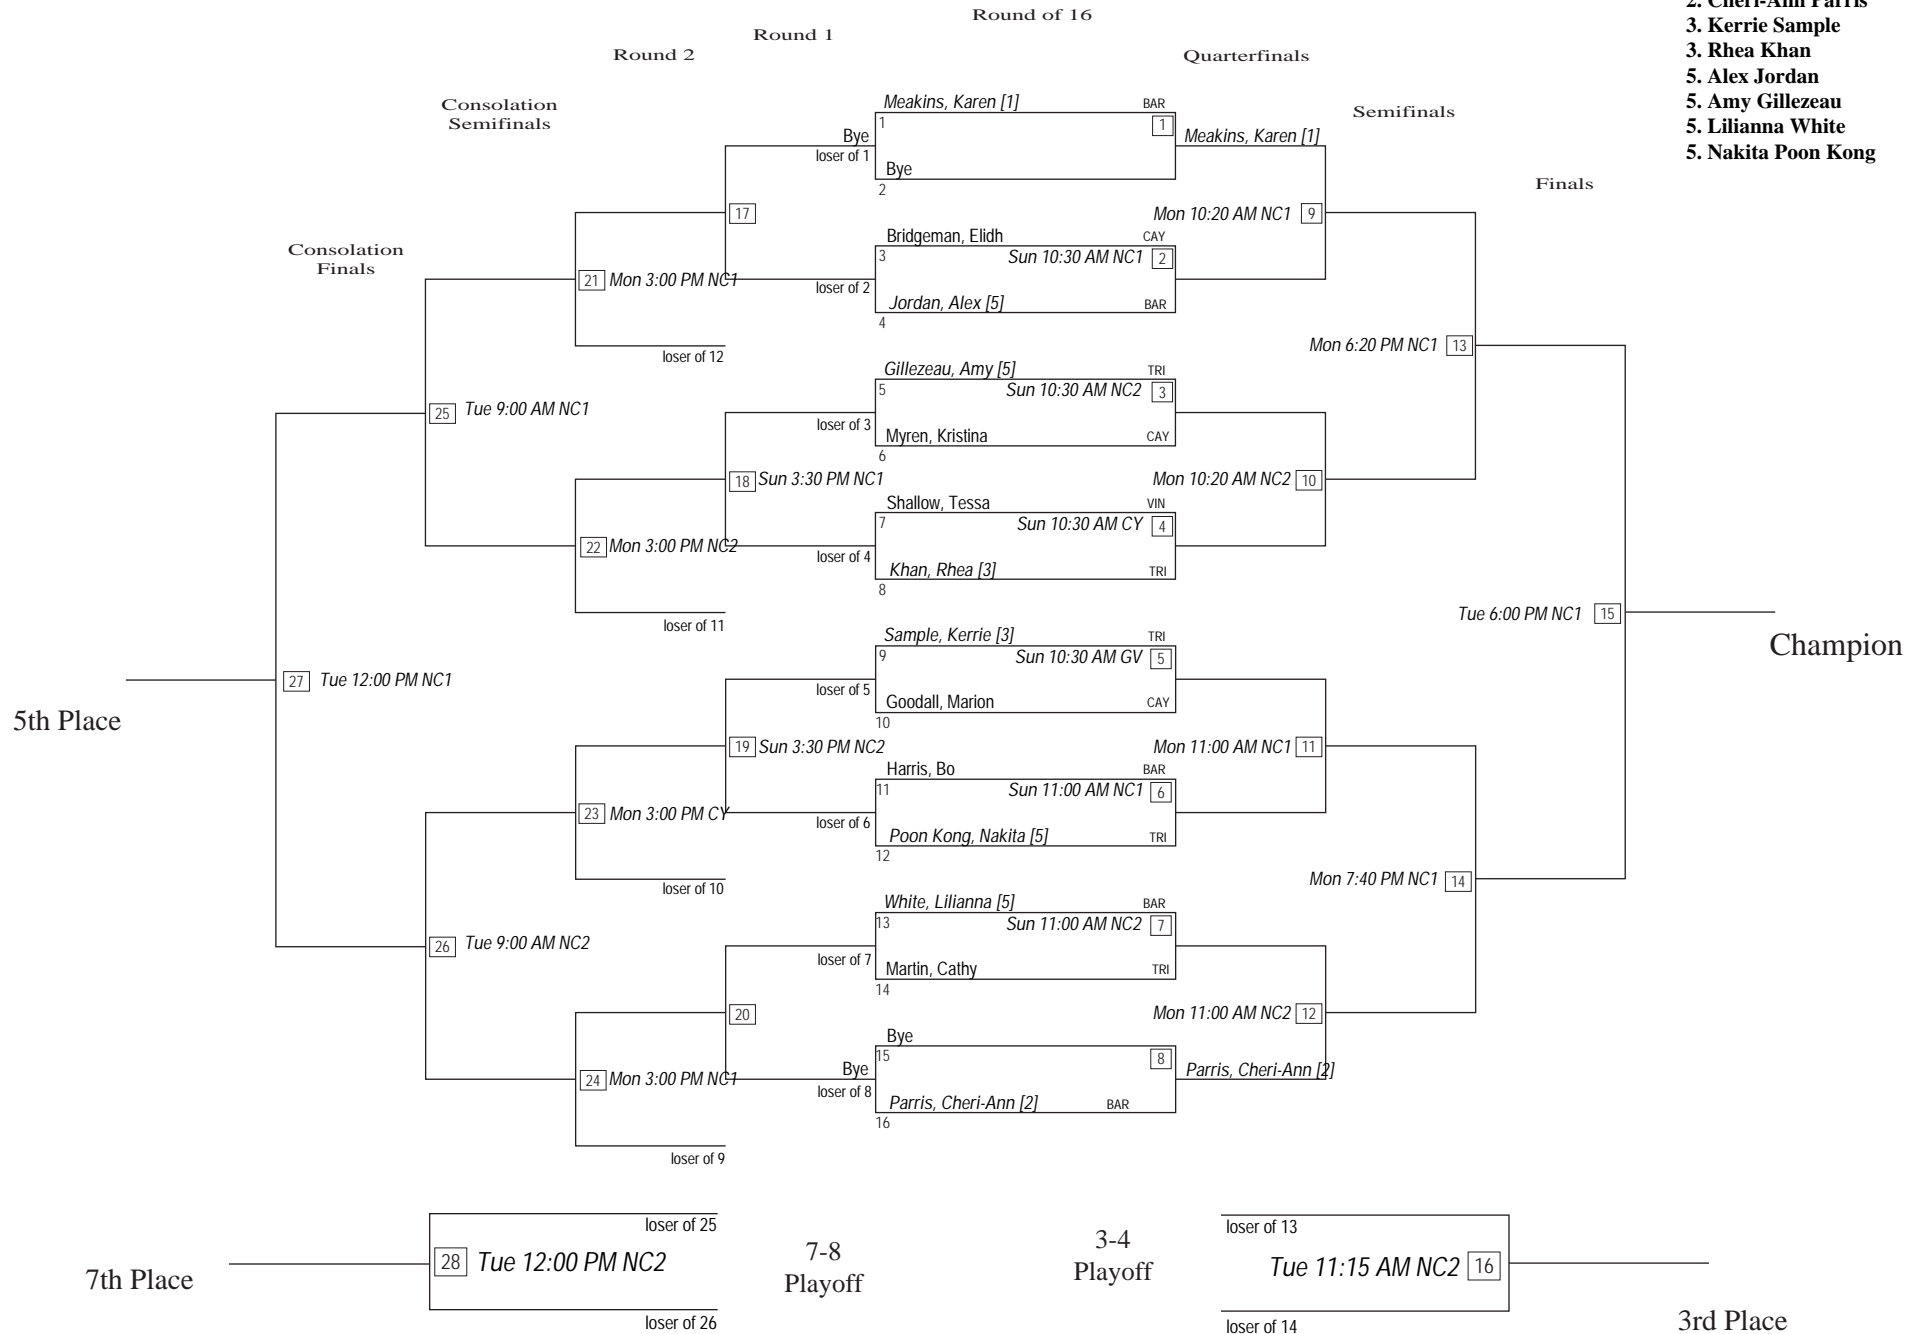 Round of 16
2. Cheri-Ann Parris
3. Kerrie Sample
3. Rhea Khan
5. Alex Jordan
5. Amy Gillezeau
5. Lilianna White
5. Nakita Poon Kong
Round 1
Round 2
Quarterfinals
Consolation
Semifinals
Semifinals
Finals
Consolation
Finals
Meakins, Karen [1] BAR
1
1
Bye
loser of 1
Meakins, Karen [1]
Bye
2
17
Mon 10:20 AM NC1 9
Bridgeman, Elidh CAY
3
Sun 10:30 AM NC1 2
21 Mon 3:00 PM NC1
loser of 2
Jordan, Alex [5] BAR
4
Mon 6:20 PM NC1 13
loser of 12
Gillezeau, Amy [5] TRI
5
Sun 10:30 AM NC2 3
25 Tue 9:00 AM NC1
loser of 3
Myren, Kristina CAY
6
18 Sun 3:30 PM NC1
Mon 10:20 AM NC2 10
Shallow, Tessa VIN
7
Sun 10:30 AM CY 4
22 Mon 3:00 PM NC2
loser of 4
Khan, Rhea [3] TRI
8
loser of 11
Tue 6:00 PM NC1 15
Champion
Sample, Kerrie [3] TRI
9
Sun 10:30 AM GV 5
27 Tue 12:00 PM NC1
5th Place
loser of 5
Goodall, Marion CAY
10
19 Sun 3:30 PM NC2
Mon 11:00 AM NC1 11
Harris, Bo BAR
11
Sun 11:00 AM NC1 6
23 Mon 3:00 PM CY
loser of 6
Poon Kong, Nakita [5] TRI
12
loser of 10
Mon 7:40 PM NC1 14
White, Lilianna [5] BAR
13
Sun 11:00 AM NC2 7
26 Tue 9:00 AM NC2
loser of 7
Martin, Cathy TRI
14
20
Mon 11:00 AM NC2 12
Bye
15
8
Bye
24 Mon 3:00 PM NC1
loser of 8
Parris, Cheri-Ann [2]
Parris, Cheri-Ann [2] BAR
16
loser of 9
loser of 25
28 Tue 12:00 PM NC2
7th Place
loser of 26
7-8
Playoff
3-4
Playoff
loser of 13
Tue 11:15 AM NC2 16
loser of 14
3rd Place